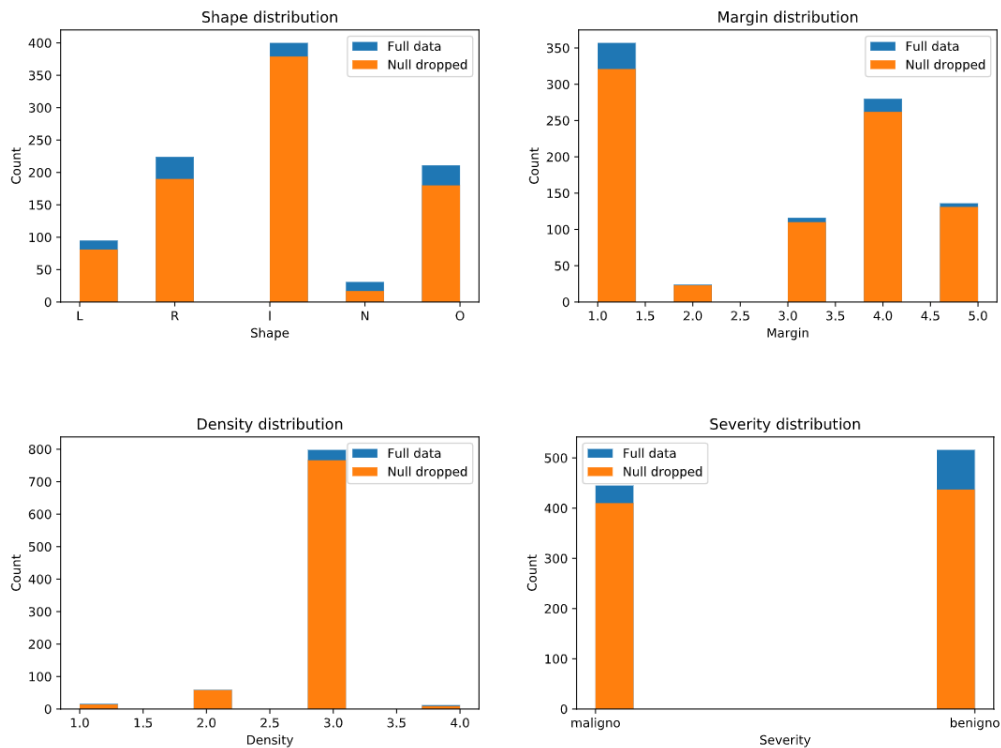 Shape distribution
400
350
300
250
200
150
100
50
0
Count
Full data
Null dropped
L R I N O
Shape
Margin distribution
350
300
250
200
150
100
50
0
Count
Full data
Null dropped
1.0 1.5 2.0 2.5 3.0 3.5 4.0 4.5 5.0
Margin
Density distribution
800
700
600
500
400
300
200
100
0
Count
Full data
Null dropped
1.0 1.5 2.0 2.5 3.0 3.5 4.0
Density
Severity distribution
500
400
300
200
100
0
Count
Full data
Null dropped
maligno benigno
Severity